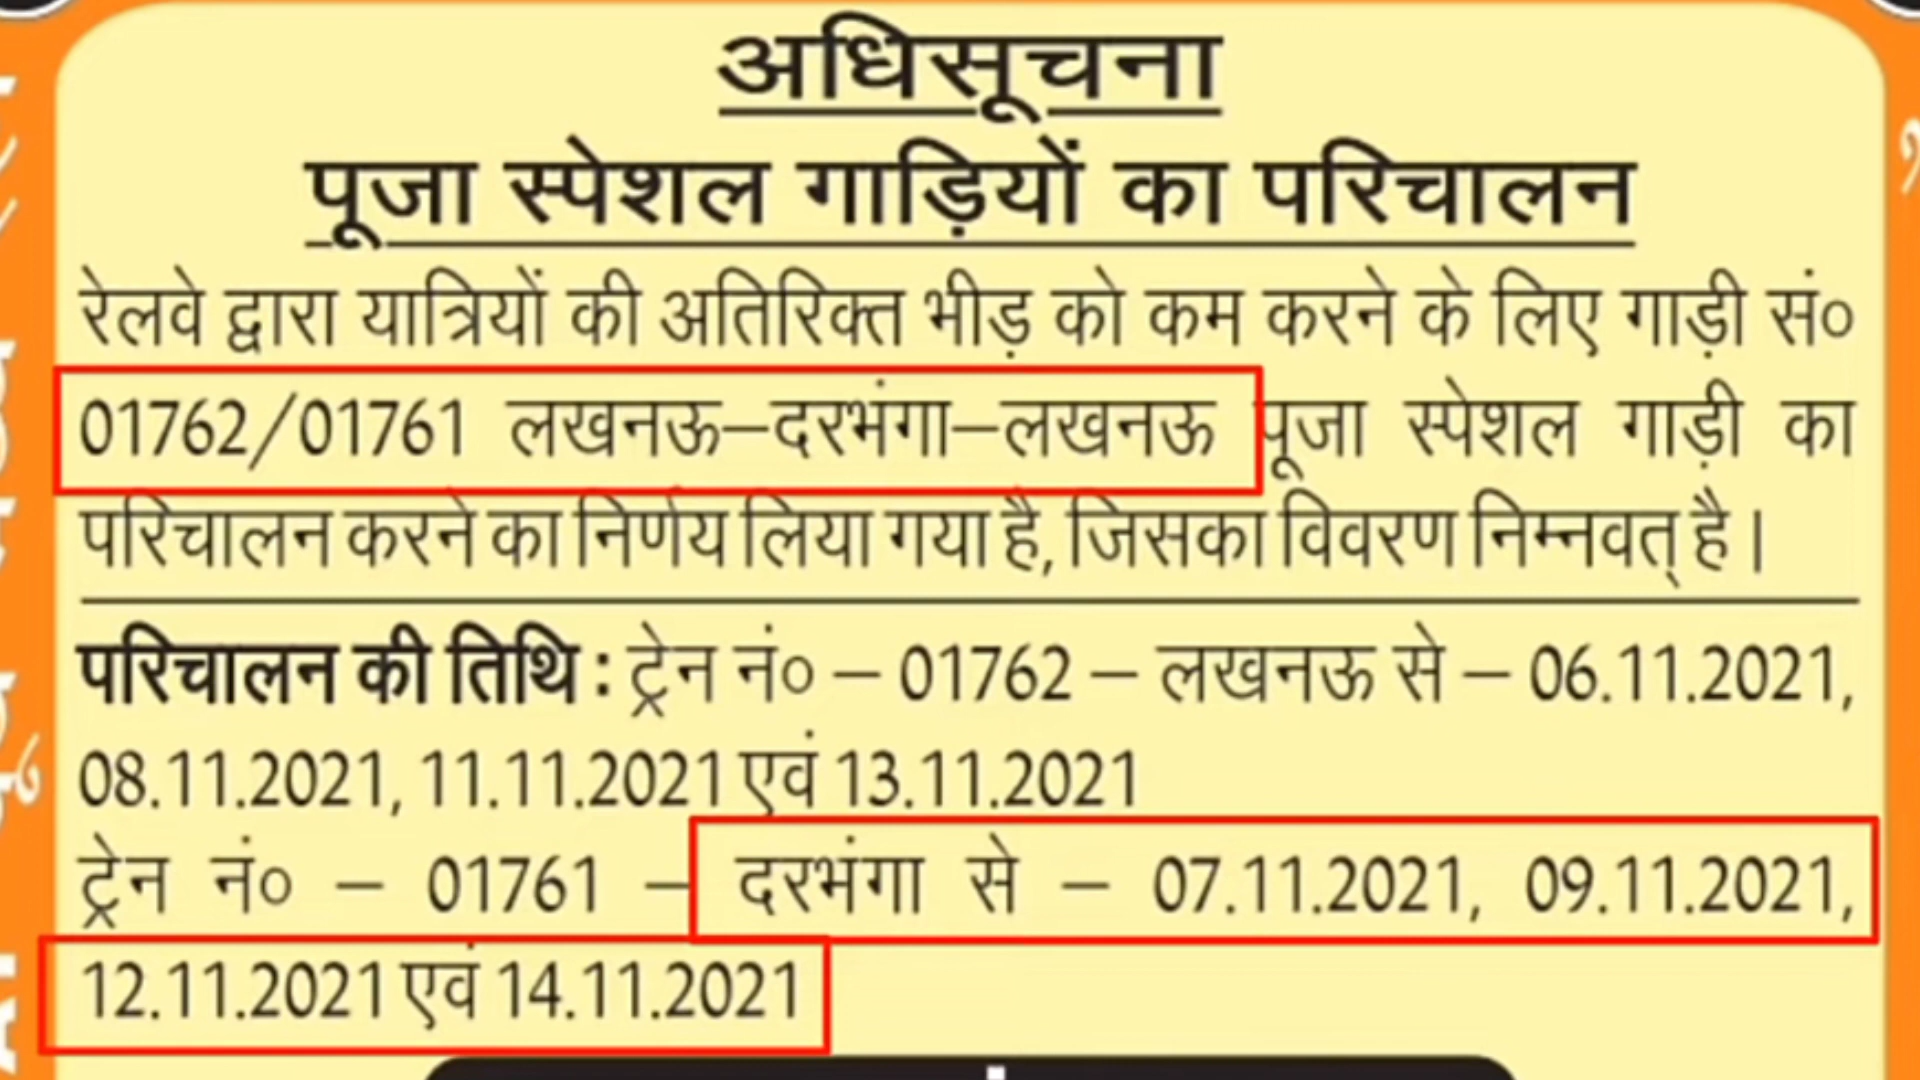 अधिसूचना
पूजा स्पेशल गाड़ियों का परिचालन
रेलवे द्वारा यात्रियों की अतिरिक्त भीड़ को कम करने के लिए गाड़ी सं०
01762/01761 लखनऊ–दरभंगा–लखनऊ पूजा स्पेशल गाड़ी का
परिचालन करने का निर्णय लिया गया है, जिसका विवरण निम्नवत् है।
परिचालन की तिथि : ट्रेन नं० – 01762 – लखनऊ से – 06.11.2021,
08.11.2021, 11.11.2021 एवं 13.11.2021
ट्रेन नं० – 01761 – दरभंगा से – 07.11.2021, 09.11.2021,
12.11.2021 एवं 14.11.2021